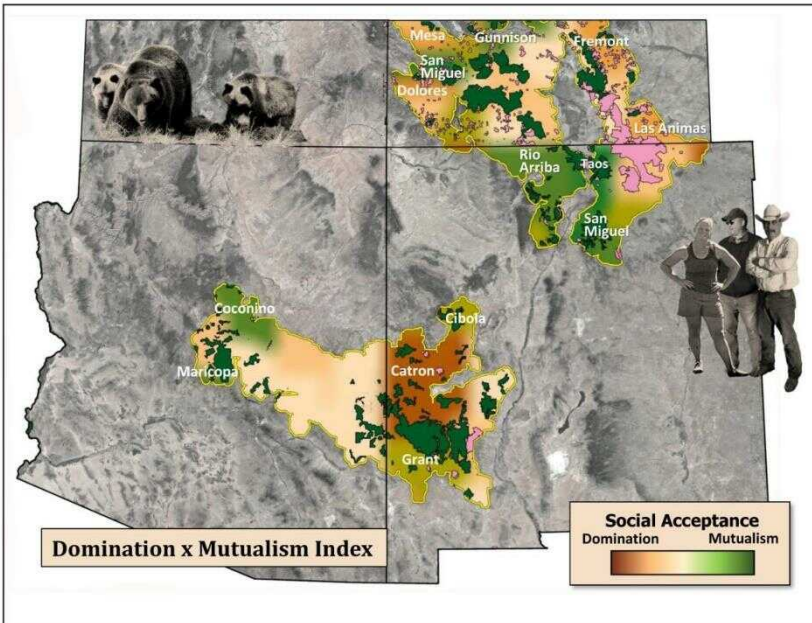 Mesa
Gunnison
Fremont
San
Miguel
Dolores
Las Animas
Rio
Arriba
Taos
San
Miguel
Coconino
Cibola
Maricopa
Catron
Grant
Domination x Mutualism Index
Social Acceptance
Domination
Mutualism